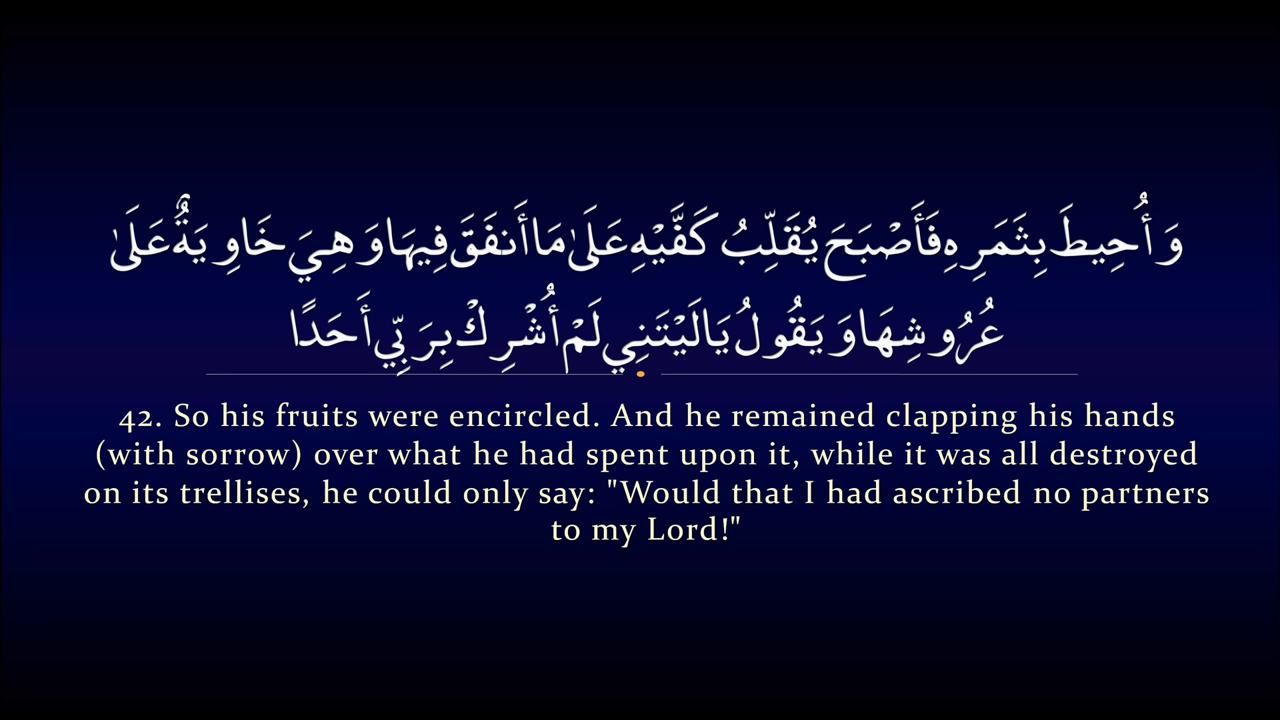 وَأُحِيطَ بِثَمَرِهِ فَأَصْبَحَ يُقَلِّبُ كَفَّيْهِ عَلَىٰ مَا أَنفَقَ فِيهَا وَهِيَ خَاوِيَةٌ عَلَىٰ
عُرُوشِهَا وَيَقُولُ يَا لَيْتَنِي لَمْ أُشْرِكْ بِرَبِّي أَحَدًا
42. So his fruits were encircled. And he remained clapping his hands
(with sorrow) over what he had spent upon it, while it was all destroyed
on its trellises, he could only say: "Would that I had ascribed no partners
to my Lord!"